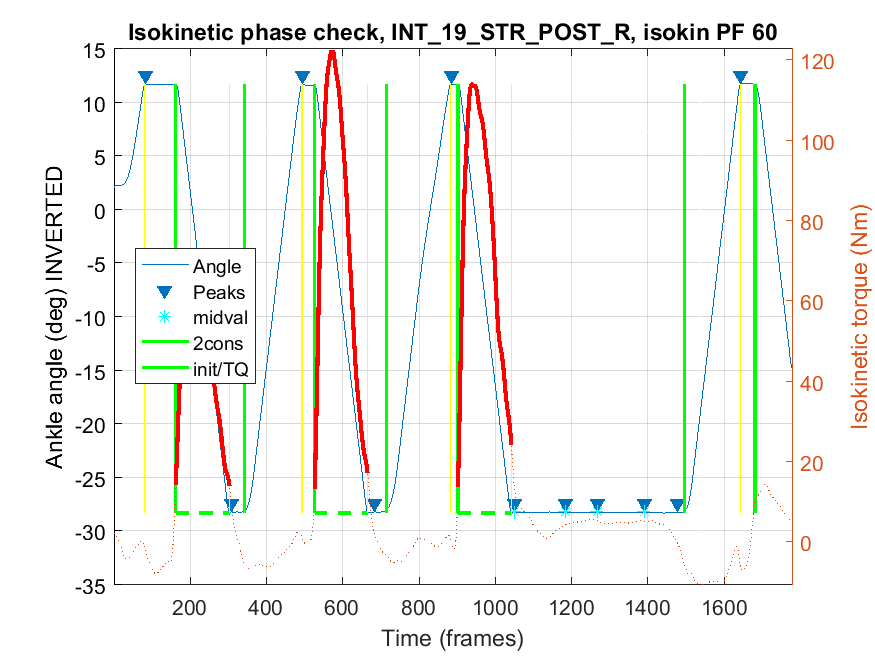 Isokinetic phase check, INT_19_STR_POST_R, isokin PF 60
15
10
5
0
-5
-10
-15
-20
-25
-30
-35
Ankle angle (deg) INVERTED
Angle
Peaks
midval
2cons
init/TQ
120
100
80
60
40
20
0
Isokinetic torque (Nm)
200 400 600 800 1000 1200 1400 1600
Time (frames)